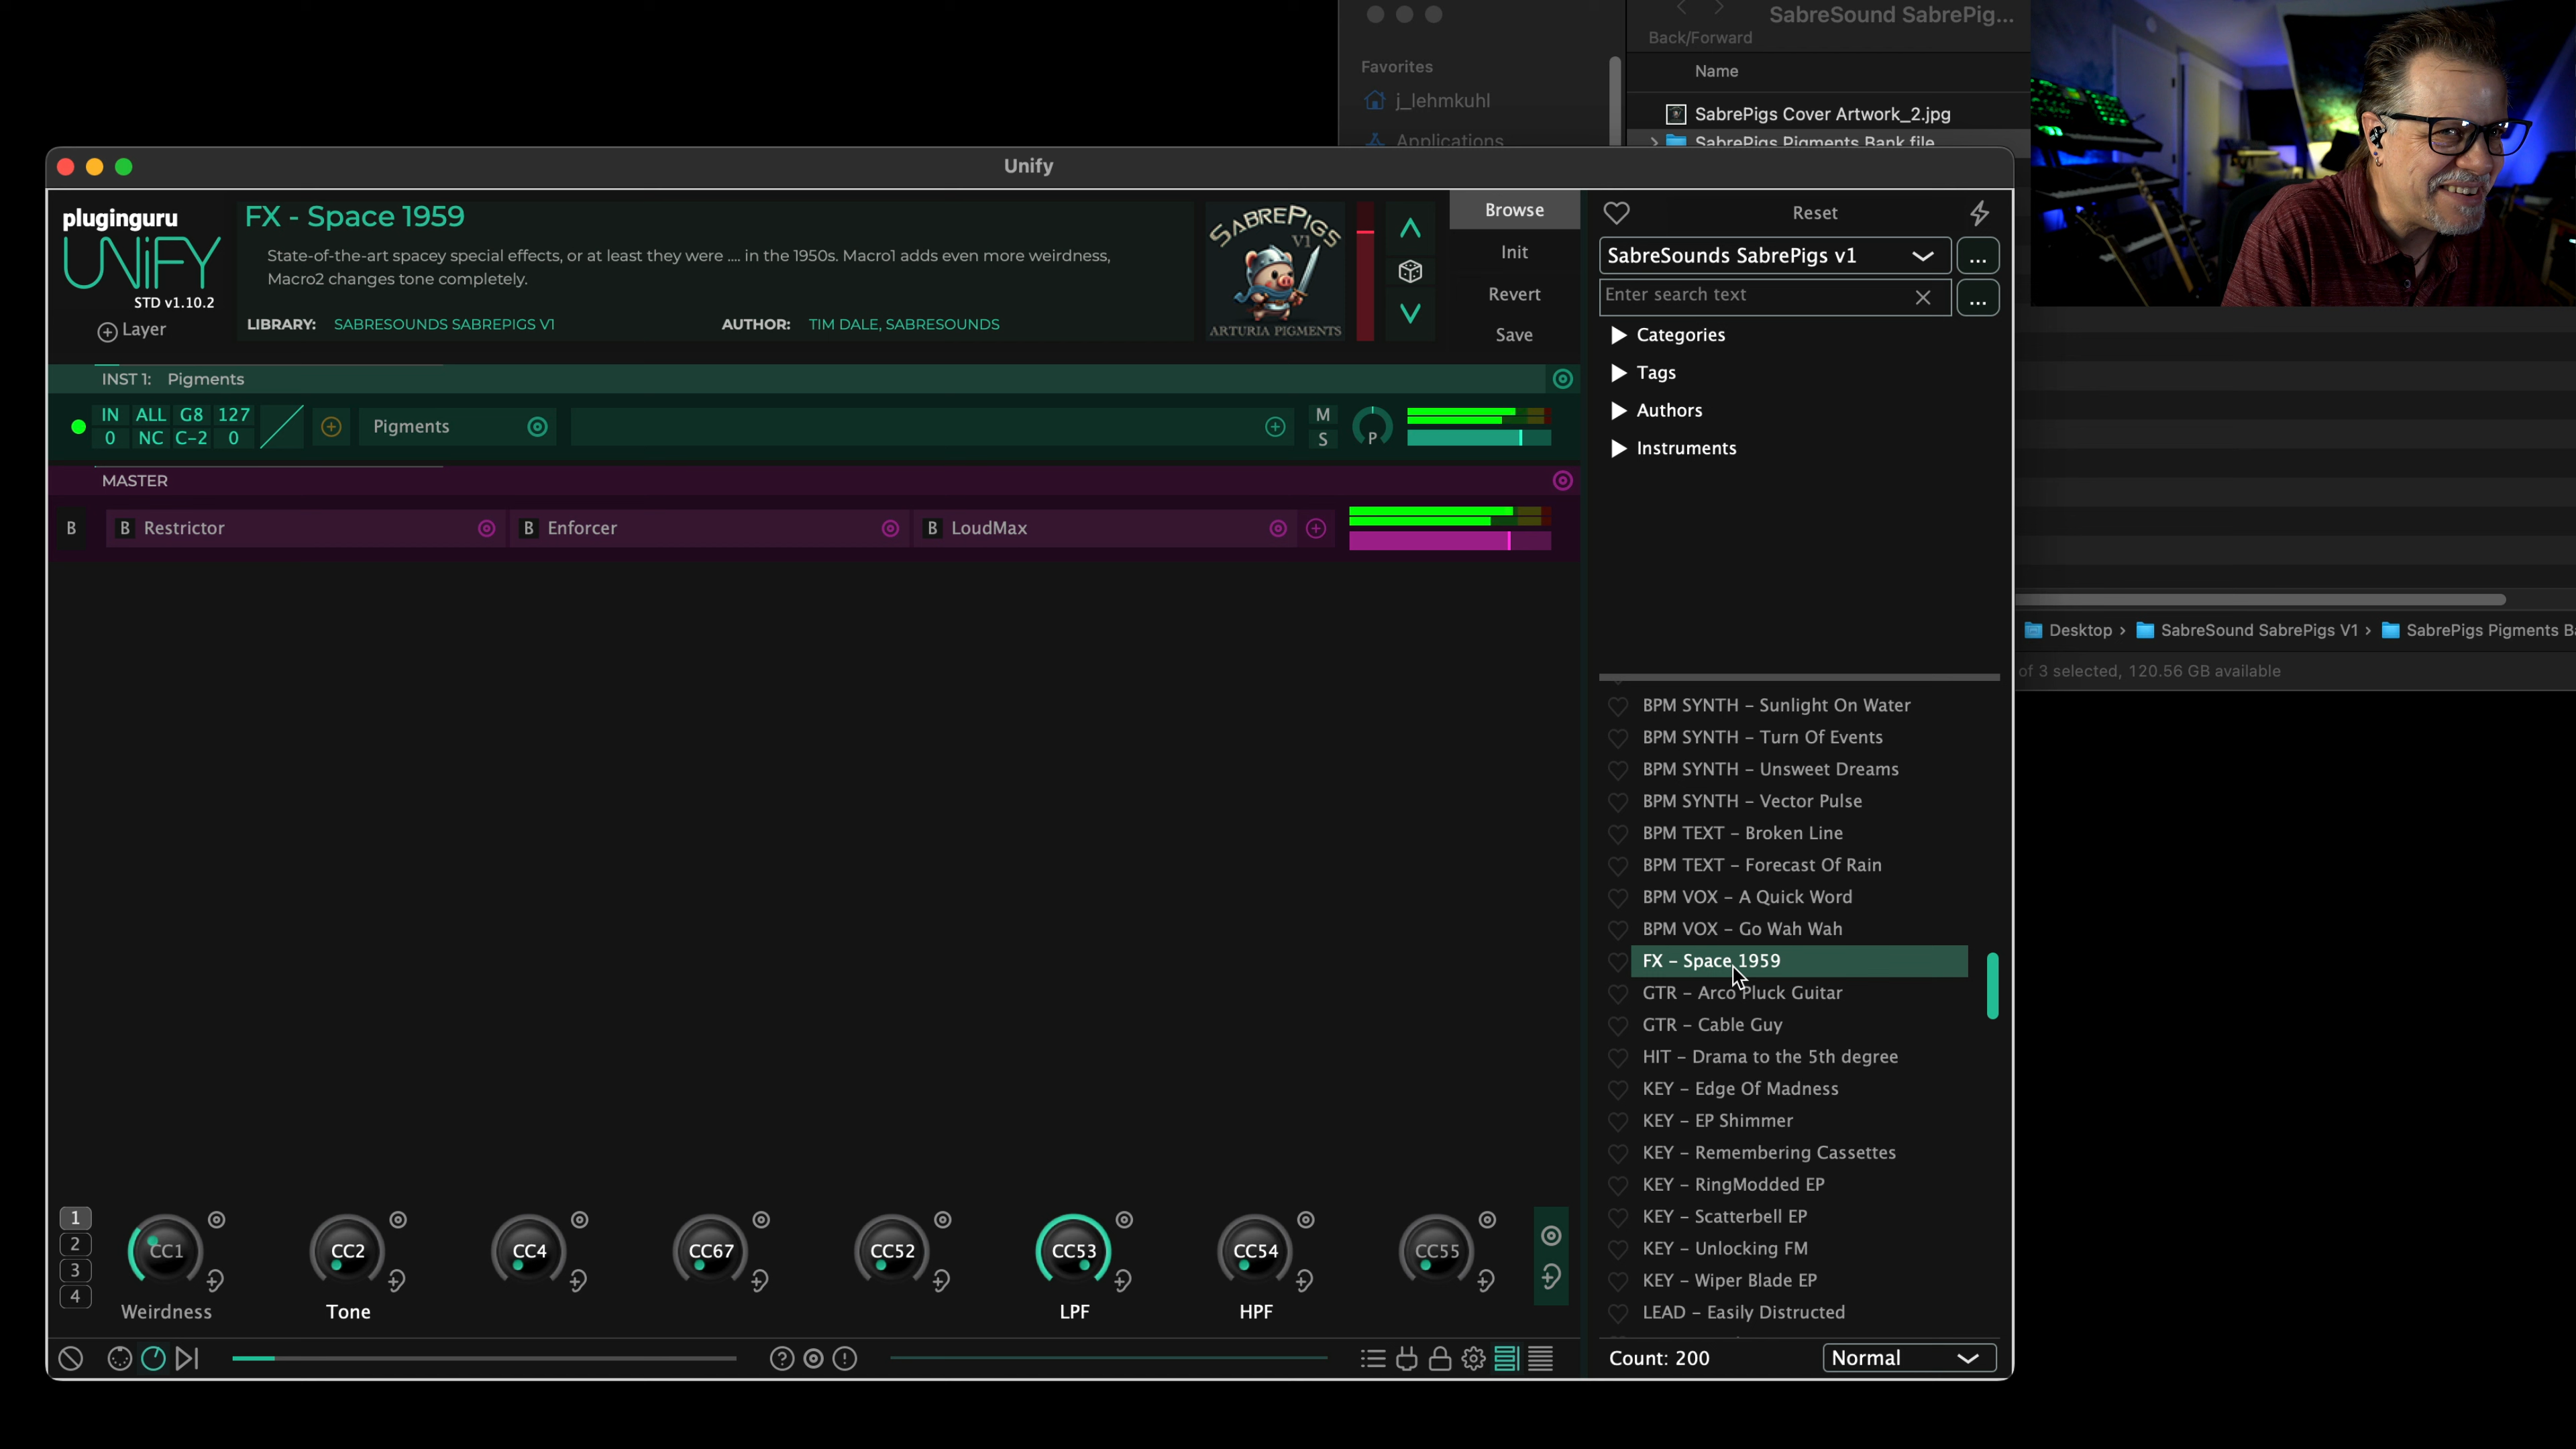 SabreSound SabrePig...
Back/Forward
Favorites
Name
j_lehmkuhl
SabrePigs Cover Artwork_2.jpg
Applications
SabrePigs Pigments Bank file
Unify
pluginguru
UNIFY
STD v1.10.2
Layer
FX - Space 1959
State-of-the-art spacey special effects, or at least they were .... in the 1950s. Macro1 adds even more weirdness,
Macro2 changes tone completely.
LIBRARY: SABRESOUNDS SABREPIGS V1
AUTHOR: TIM DALE, SABRESOUNDS
SABREPIGS
V1
ARTURIA PIGMENTS
Browse
Init
Revert
Save
Reset
SabreSounds SabrePigs v1
...
Enter search text
...
Categories
Tags
Authors
Instruments
INST 1: Pigments
IN ALL G8 127
0 NC C-2 0
Pigments
M
S
P
MASTER
B
B Restrictor
B Enforcer
B LoudMax
Desktop › SabreSound SabrePigs V1 › SabrePigs Pigments B
of 3 selected, 120.56 GB available
BPM SYNTH – Sunlight On Water
BPM SYNTH – Turn Of Events
BPM SYNTH – Unsweet Dreams
BPM SYNTH – Vector Pulse
BPM TEXT – Broken Line
BPM TEXT – Forecast Of Rain
BPM VOX – A Quick Word
BPM VOX – Go Wah Wah
FX – Space 1959
GTR – Arco Pluck Guitar
GTR – Cable Guy
HIT – Drama to the 5th degree
KEY – Edge Of Madness
KEY – EP Shimmer
KEY – Remembering Cassettes
KEY – RingModded EP
KEY – Scatterbell EP
KEY – Unlocking FM
KEY – Wiper Blade EP
LEAD – Easily Distructed
1
2
3
4
CC1
CC2
CC4
CC67
CC52
CC53
CC54
CC55
Weirdness
Tone
LPF
HPF
Count: 200
Normal